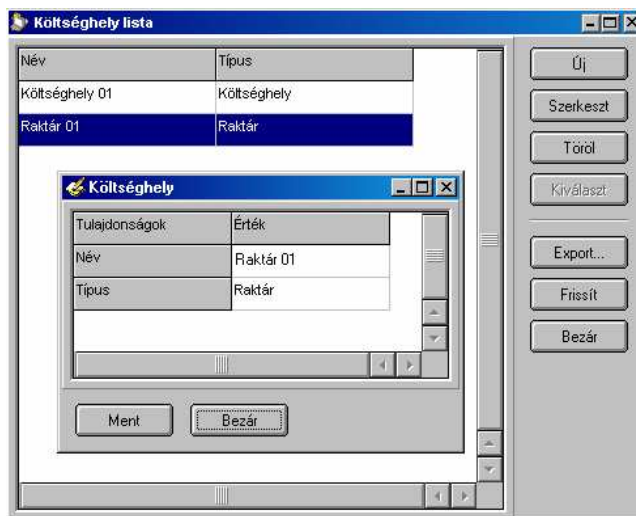 Költséghely lista
Név Típus
Költséghely 01 Költséghely
Raktár 01 Raktár
Költséghely
Tulajdonságok Érték
Név Raktár 01
Típus Raktár
Ment Bezár
Új
Szerkeszt
Töröl
Kiválaszt
Export...
Frissít
Bezár